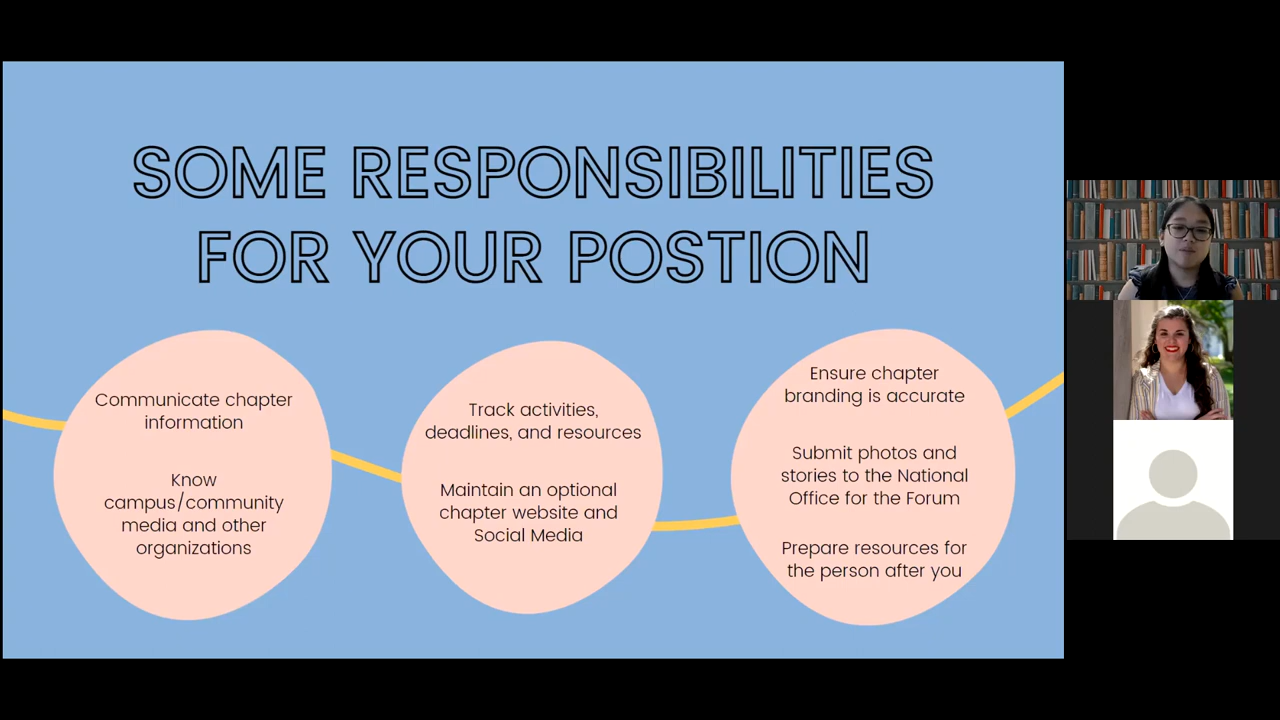 SOME RESPONSIBILITIES
FOR YOUR POSTION
Communicate chapter
information
Know
campus/community
media and other
organizations
Track activities,
deadlines, and resources
Maintain an optional
chapter website and
Social Media
Ensure chapter
branding is accurate
Submit photos and
stories to the National
Office for the Forum
Prepare resources for
the person after you